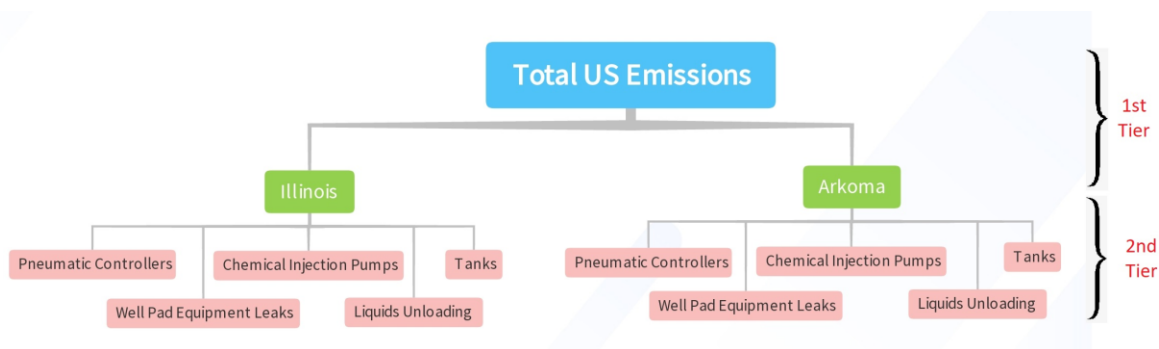 Total US Emissions
1st
Tier
Illinois
Arkoma
Pneumatic Controllers
Chemical Injection Pumps
Tanks
Well Pad Equipment Leaks
Liquids Unloading
Pneumatic Controllers
Chemical Injection Pumps
Tanks
Well Pad Equipment Leaks
Liquids Unloading
2nd
Tier